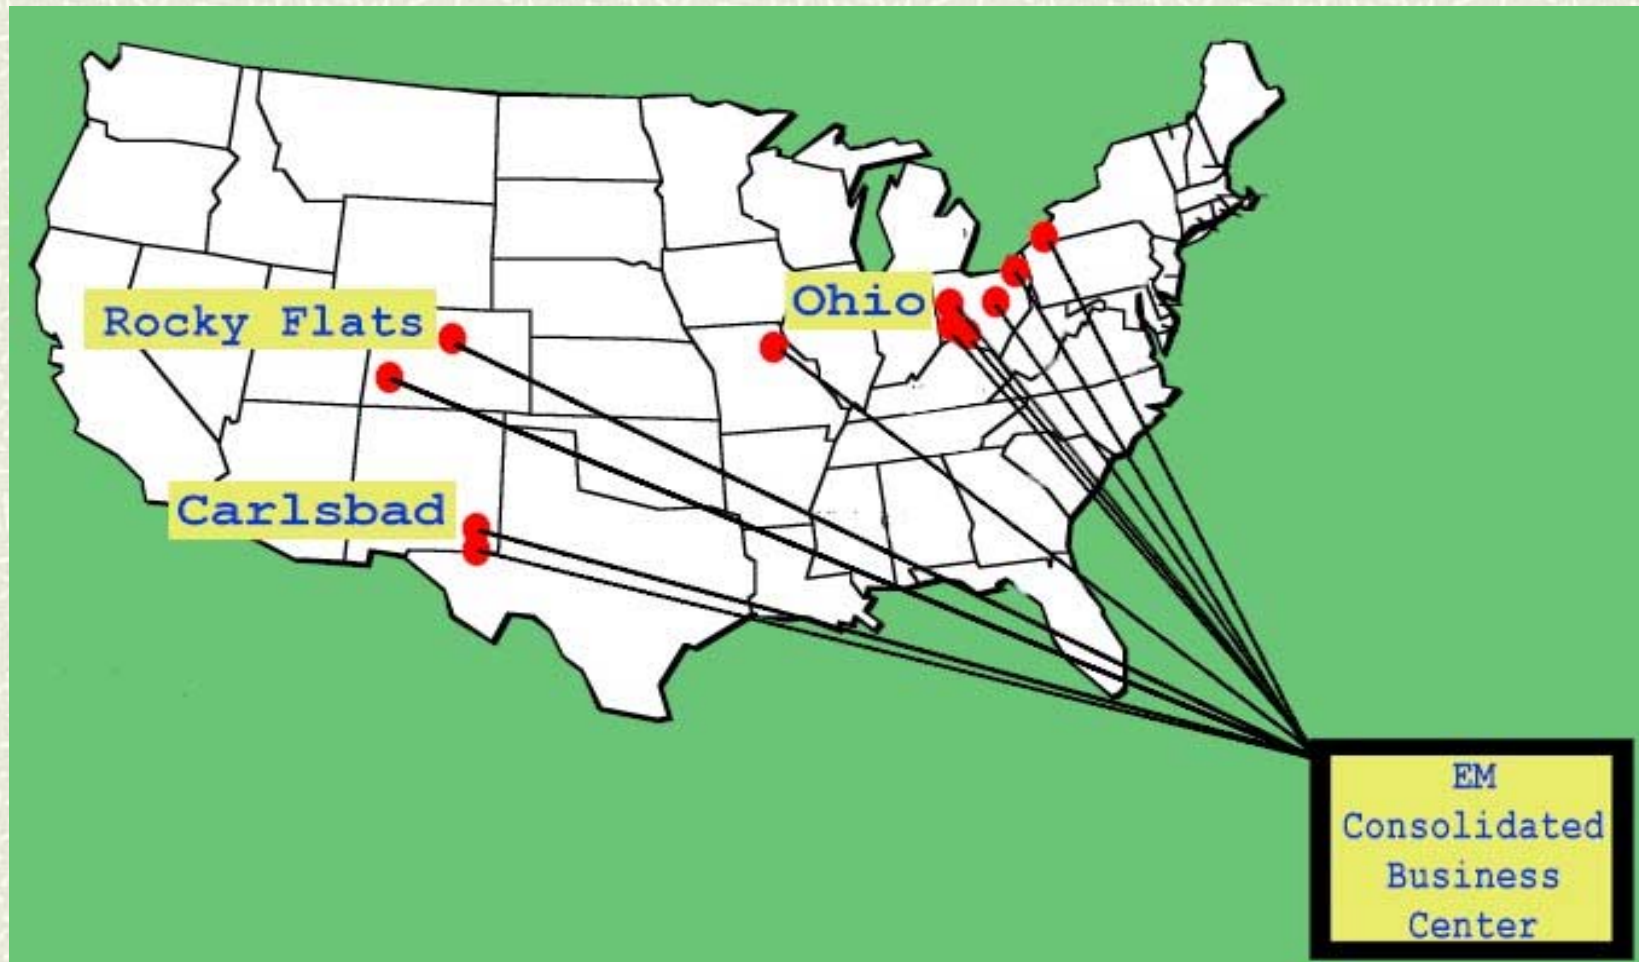 Rocky Flats
Ohio
Carlsbad
EM
Consolidated
Business
Center